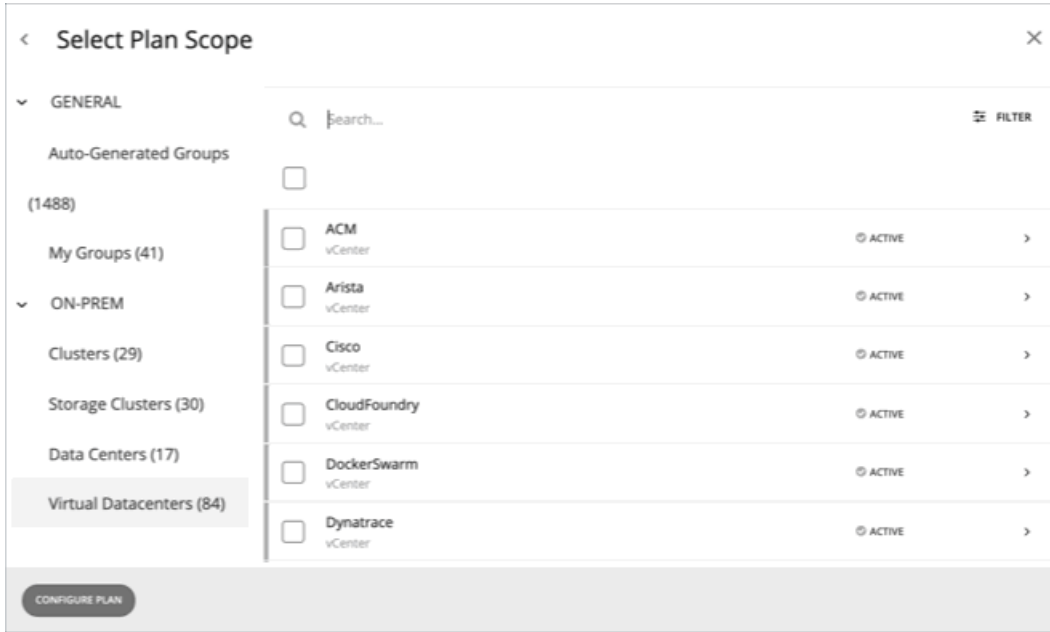 Select Plan Scope
GENERAL
Auto-Generated Groups
(1488)
My Groups (41)
ON-PREM
Clusters (29)
Storage Clusters (30)
Data Centers (17)
Virtual Datacenters (84)
Search...
FILTER
ACM
vCenter
ACTIVE
Arista
vCenter
ACTIVE
Cisco
vCenter
ACTIVE
CloudFoundry
vCenter
ACTIVE
DockerSwarm
vCenter
ACTIVE
Dynatrace
vCenter
ACTIVE
CONFIGURE PLAN